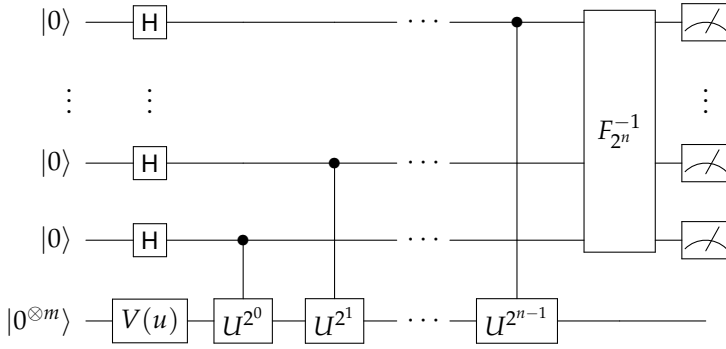 |0⟩ H ⋯
⋮ ⋮ F_{2^n}^{-1} ⋮
|0⟩ H ⋯
|0⟩ H ⋯
|0^{⊗m}⟩ V(u) U^{2^0} U^{2^1} ⋯ U^{2^{n-1}}